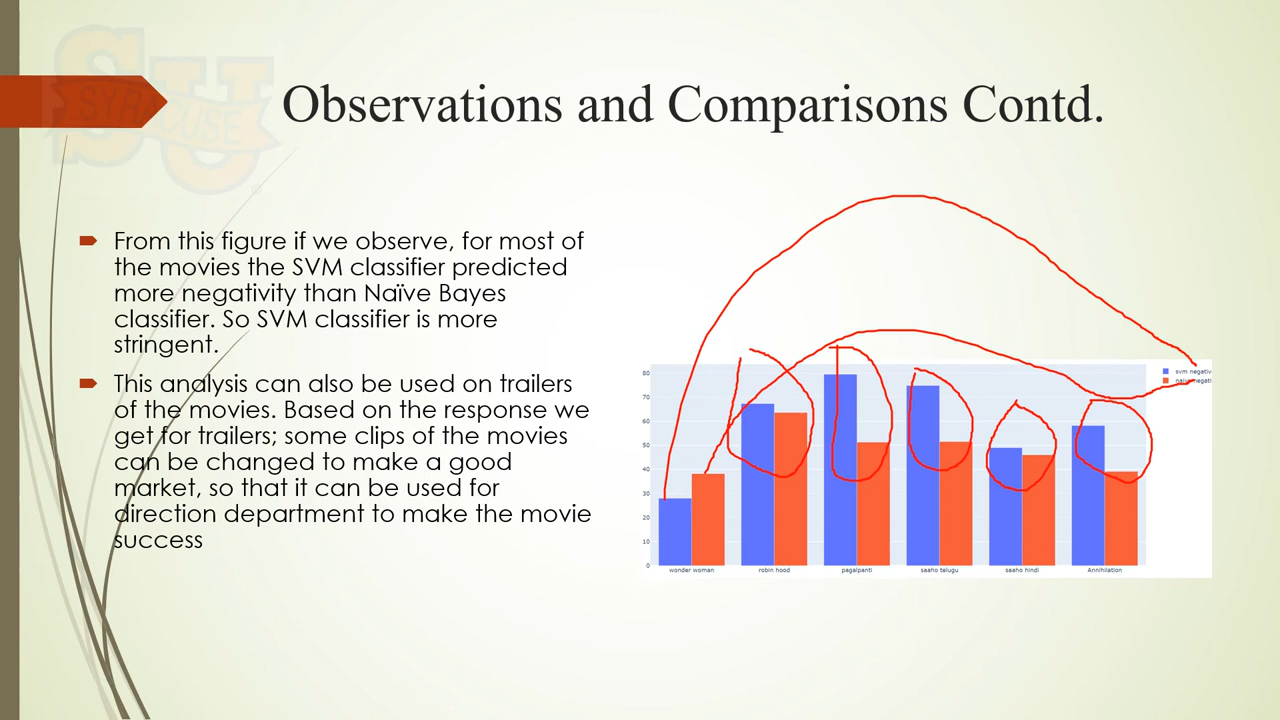 SU
SYRACUSE
®
Observations and Comparisons Contd.
From this figure if we observe, for most of
the movies the SVM classifier predicted
more negativity than Naïve Bayes
classifier. So SVM classifier is more
stringent.
This analysis can also be used on trailers
of the movies. Based on the response we
get for trailers; some clips of the movies
can be changed to make a good
market, so that it can be used for
direction department to make the movie
success
80
70
60
50
40
30
20
10
0
wonder woman robin hood pagalpanti saaho telugu saaho hindi Annihilation
svm negativ
naive negati